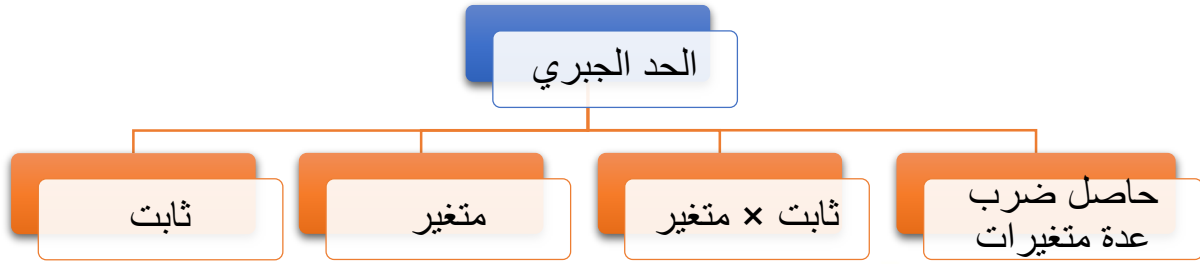 الحد الجبري
حاصل ضرب
عدة متغيرات
ثابت × متغير
متغير
ثابت